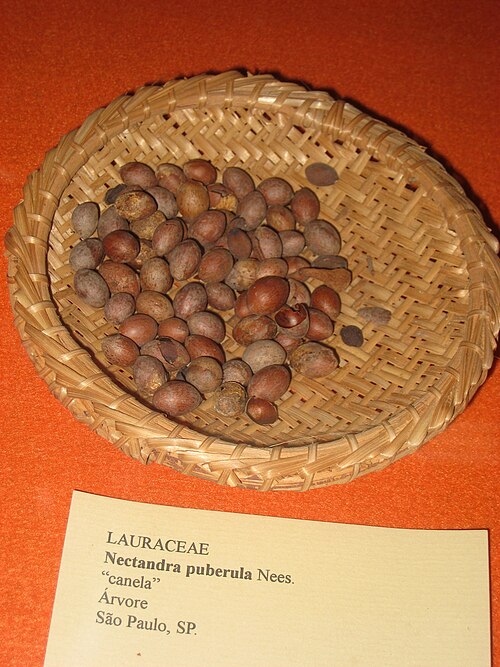 LAURACEAE
Nectandra puberula Nees.
“canela”
Árvore
São Paulo, SP.